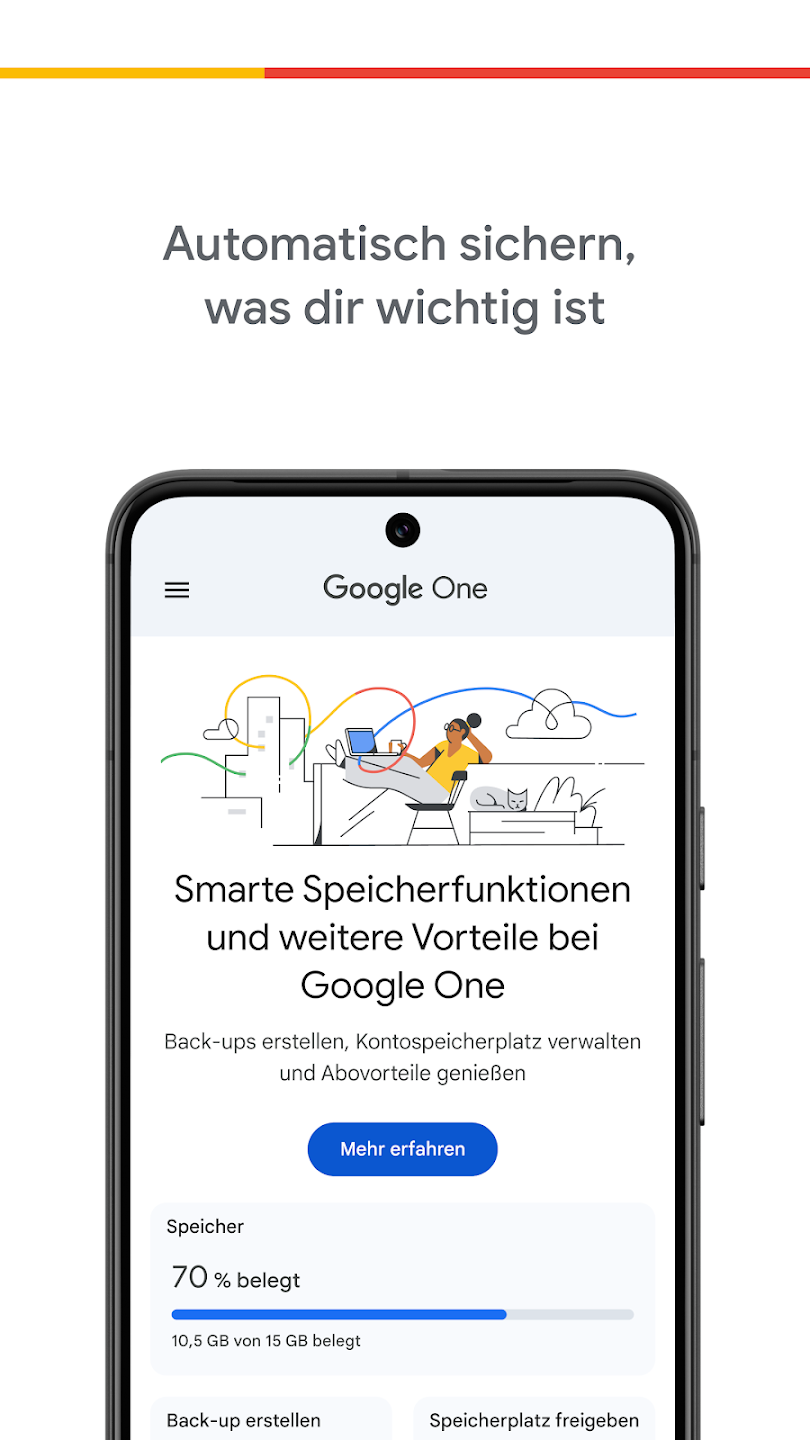 Automatisch sichern,
was dir wichtig ist
Google One
Smarte Speicherfunktionen
und weitere Vorteile bei
Google One
Back-ups erstellen, Kontospeicherplatz verwalten
und Abovorteile genießen
Mehr erfahren
Speicher
70 % belegt
10,5 GB von 15 GB belegt
Back-up erstellen
Speicherplatz freigeben